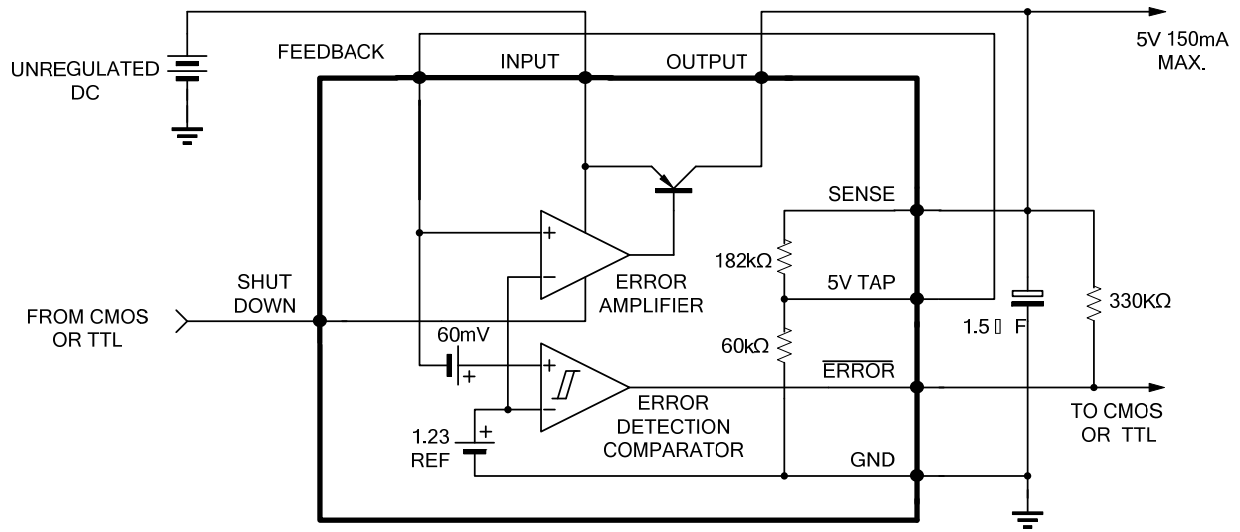 5V 150mA
MAX.
FEEDBACK
INPUT
OUTPUT
UNREGULATED
DC
SENSE
182kΩ
5V TAP
SHUT
DOWN
ERROR
AMPLIFIER
330KΩ
FROM CMOS
OR TTL
1.5▯ F
60mV
60kΩ
ERROR
ERROR
DETECTION
COMPARATOR
TO CMOS
OR TTL
1.23
REF
GND